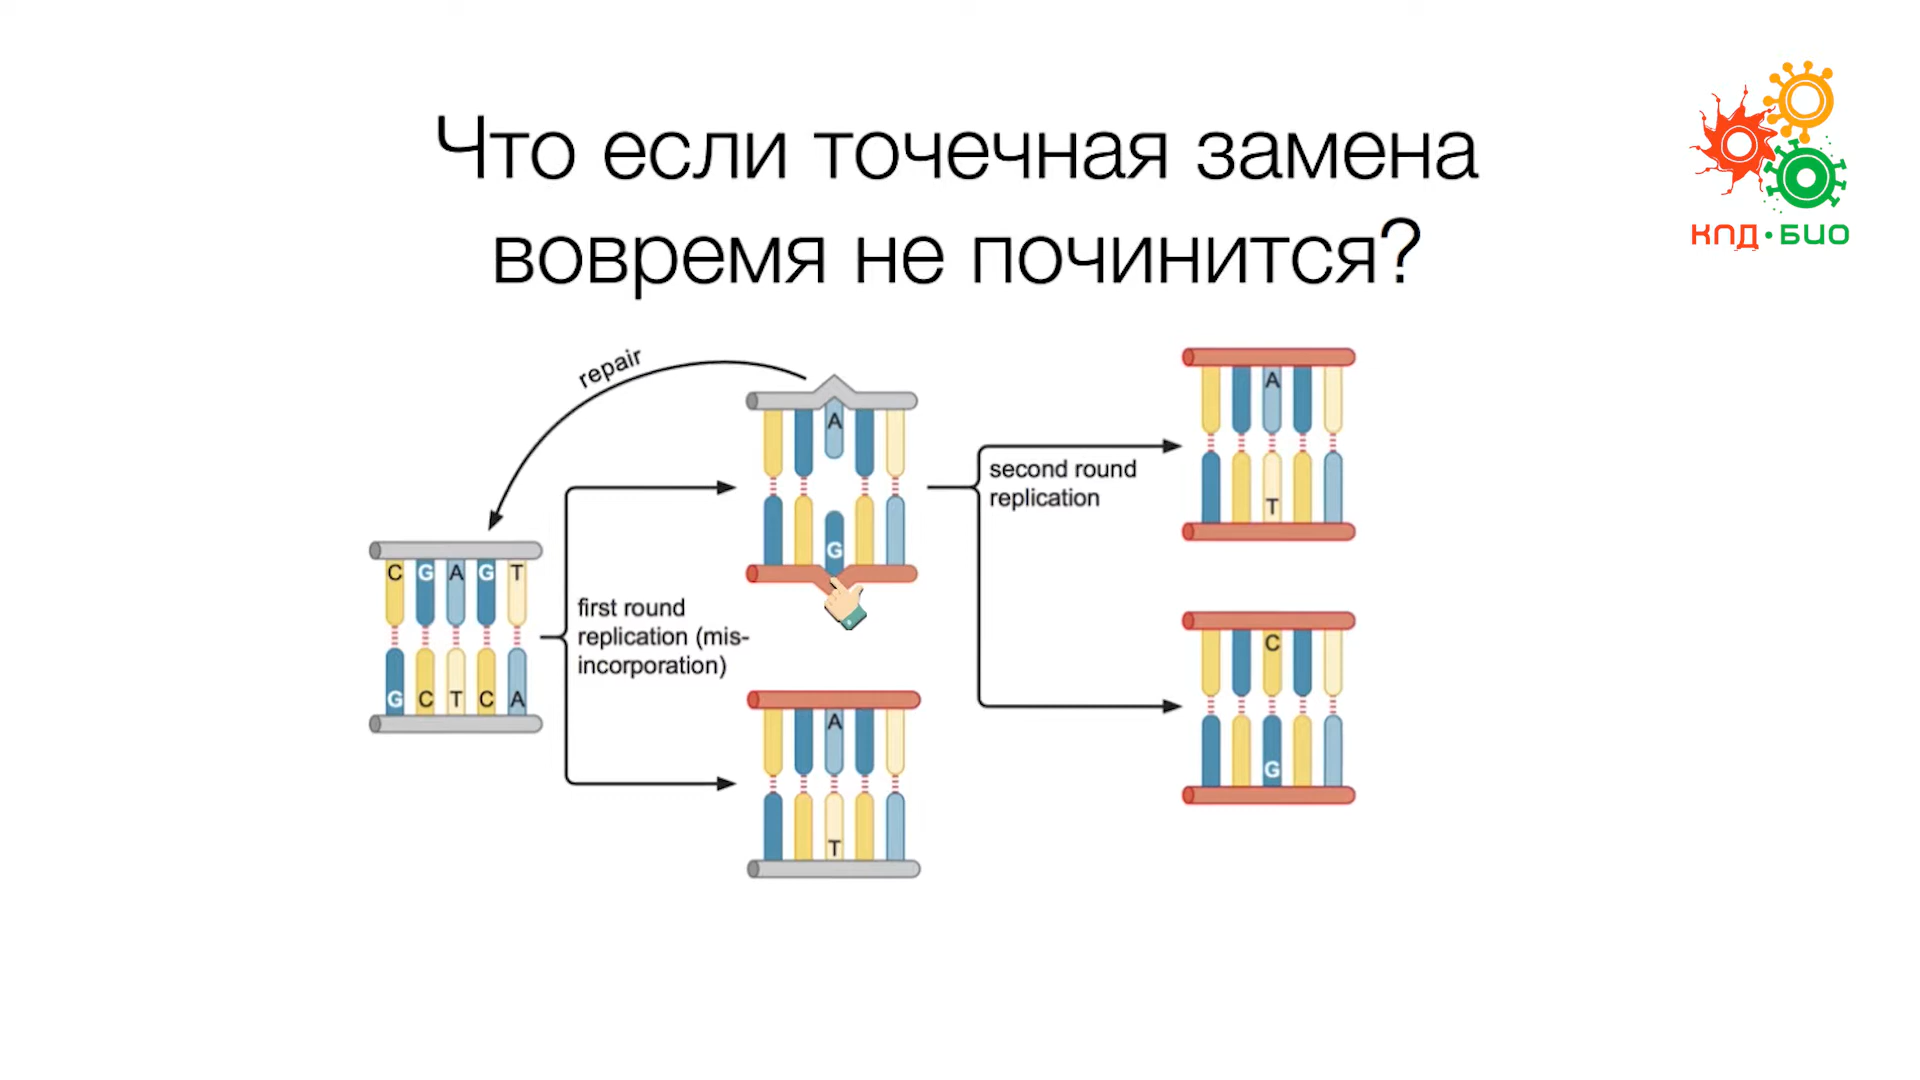 Что если точечная замена
вовремя не починится?
КПД•БИО
repair
C G A G T
G C T C A
first round
replication (mis-
incorporation)
A
G
A
T
second round
replication
A
T
C
G